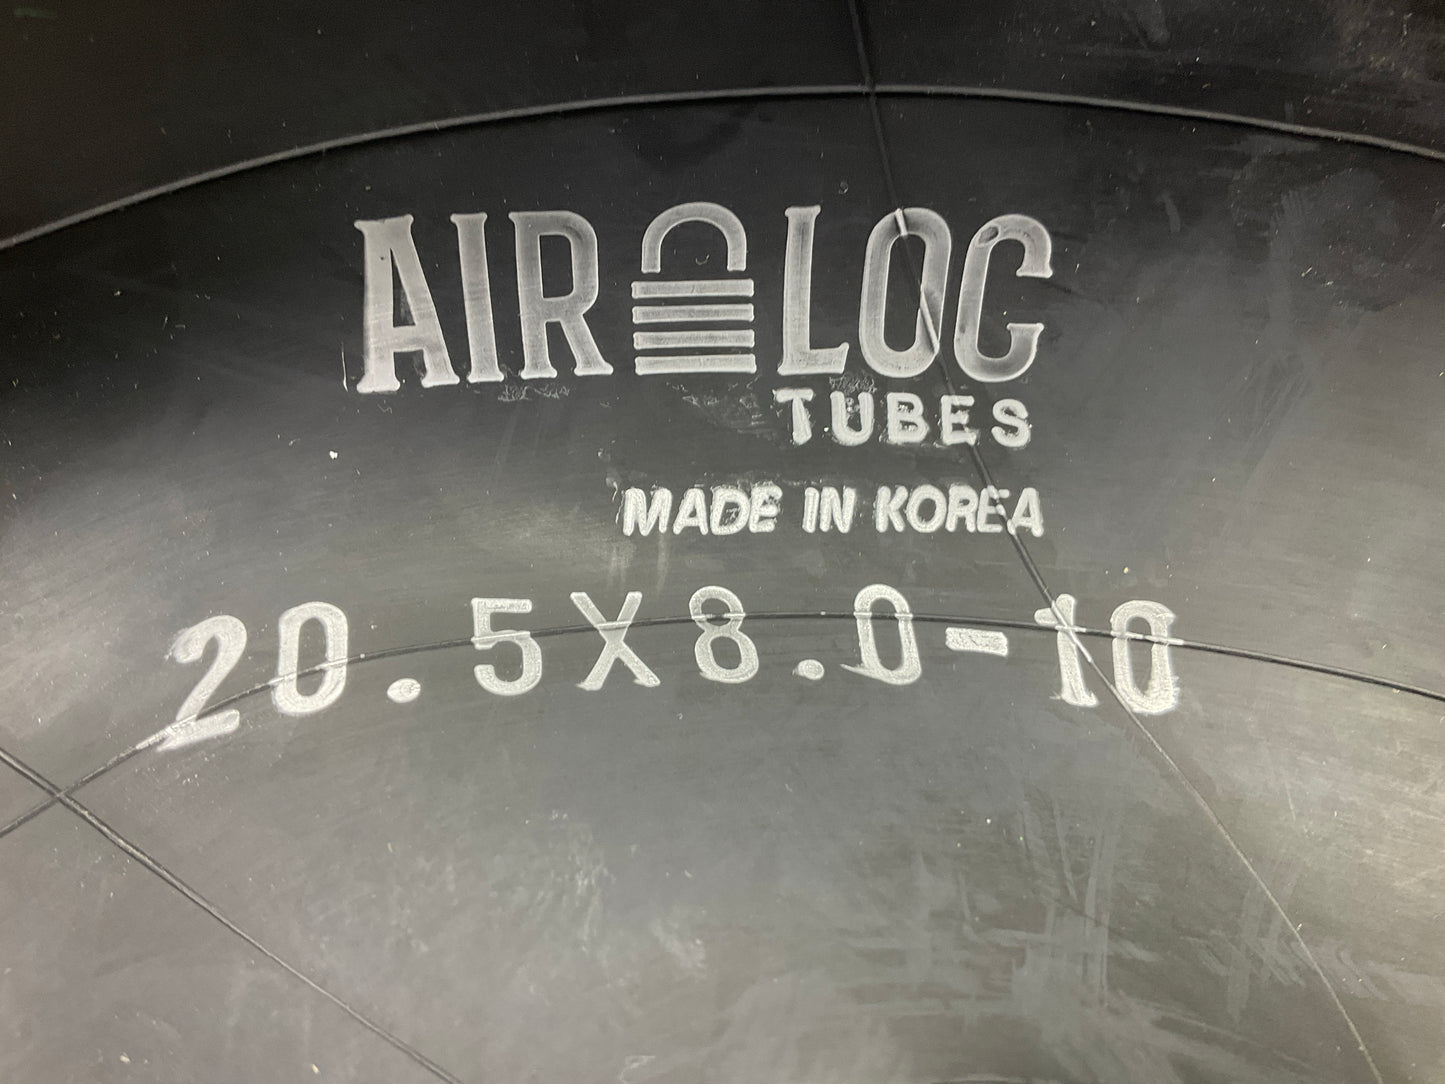 AIR LOC
TUBES
MADE IN KOREA
20.5X8.0-10